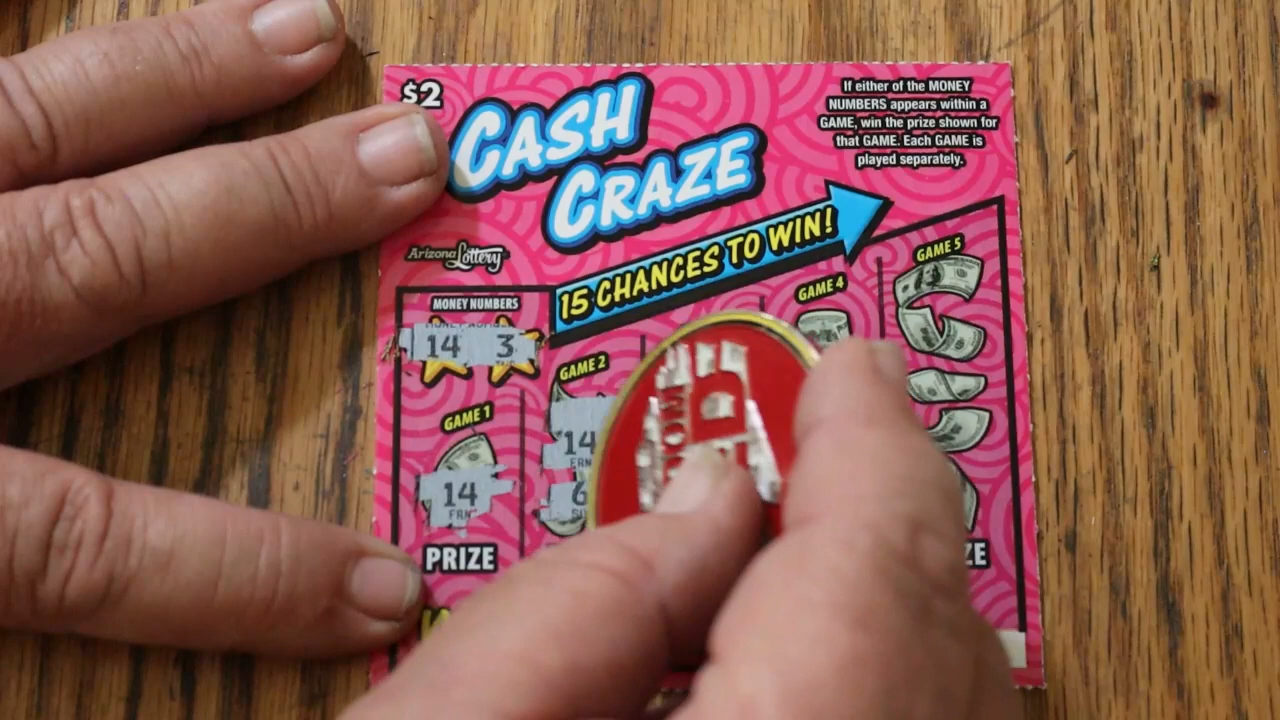 $2
CASH
CRAZE
If either of the MONEY
NUMBERS appears within a
GAME, win the prize shown for
that GAME. Each GAME is
played separately.
15 CHANCES TO WIN!
Arizona Lottery
MONEY NUMBERS
14 3
GAME 1
14
FRN
PRIZE
GAME 2
14
6
GAME 4
GAME 5